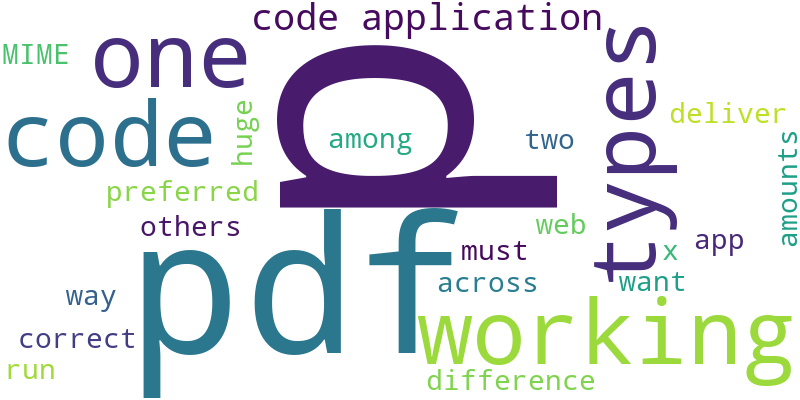 code application
MIME
one
types
code
huge
p
among
two
deliver
amounts
preferred
others
pdf
web
must
x
app
across
want
way
working
correct
run
difference